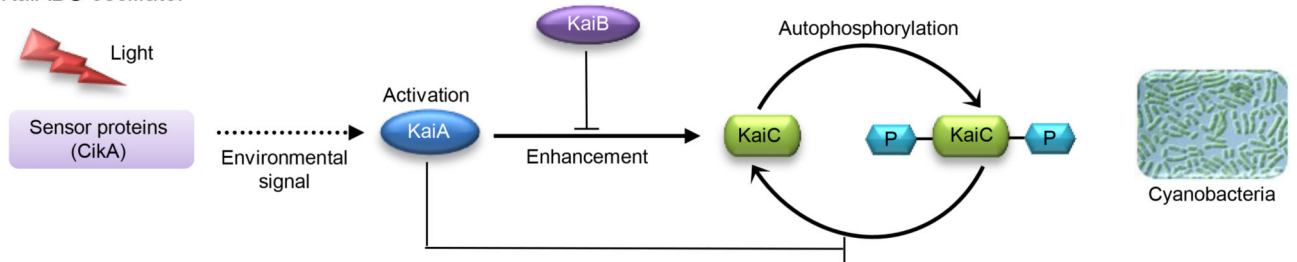 Light
Sensor proteins
(CikA)
Environmental
signal
Activation
KaiA
KaiB
Enhancement
Autophosphorylation
KaiC
P
KaiC
P
Cyanobacteria